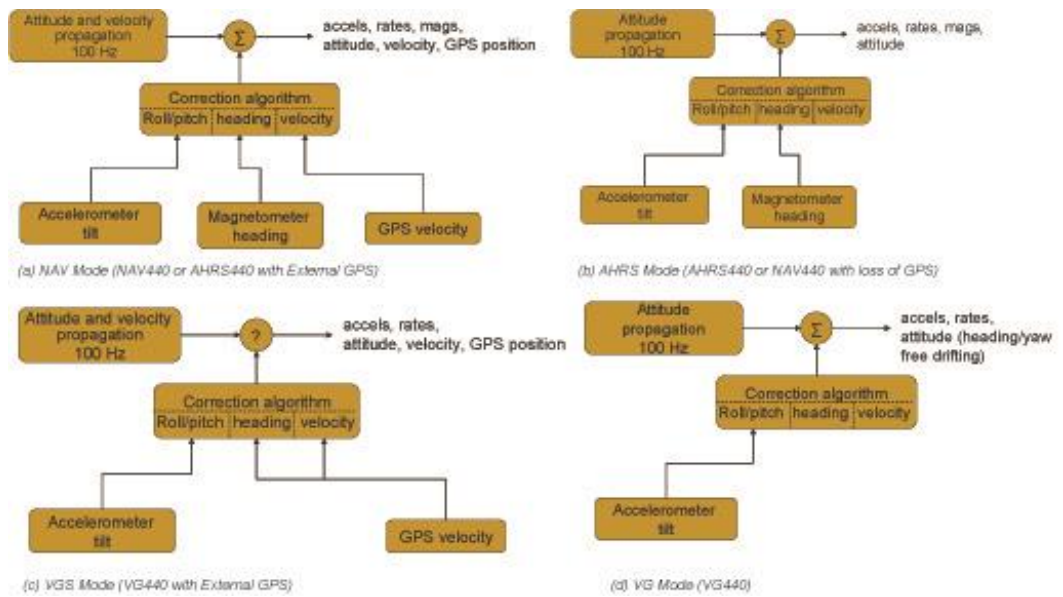 Attitude and velocity
propagation
100 Hz
Σ
accels, rates, mags,
attitude, velocity, GPS position
Correction algorithm
Roll/pitch heading velocity
Accelerometer
tilt
Magnetometer
heading
GPS velocity
(a) NAV Mode (NAV440 or AHRS440 with External GPS)
Attitude
propagation
100 Hz
Σ
accels, rates, mags,
attitude
Correction algorithm
Roll/pitch heading velocity
Accelerometer
tilt
Magnetometer
heading
(b) AHRS Mode (AHRS440 or NAV440 with loss of GPS)
Attitude and velocity
propagation
100 Hz
?
accels, rates,
attitude, velocity, GPS position
Correction algorithm
Roll/pitch heading velocity
Accelerometer
tilt
GPS velocity
(c) VGS Mode (VG440 with External GPS)
Attitude
propagation
100 Hz
Σ
accels, rates,
attitude (heading/yaw
free drifting)
Correction algorithm
Roll/pitch heading velocity
Accelerometer
tilt
(d) VG Mode (VG440)